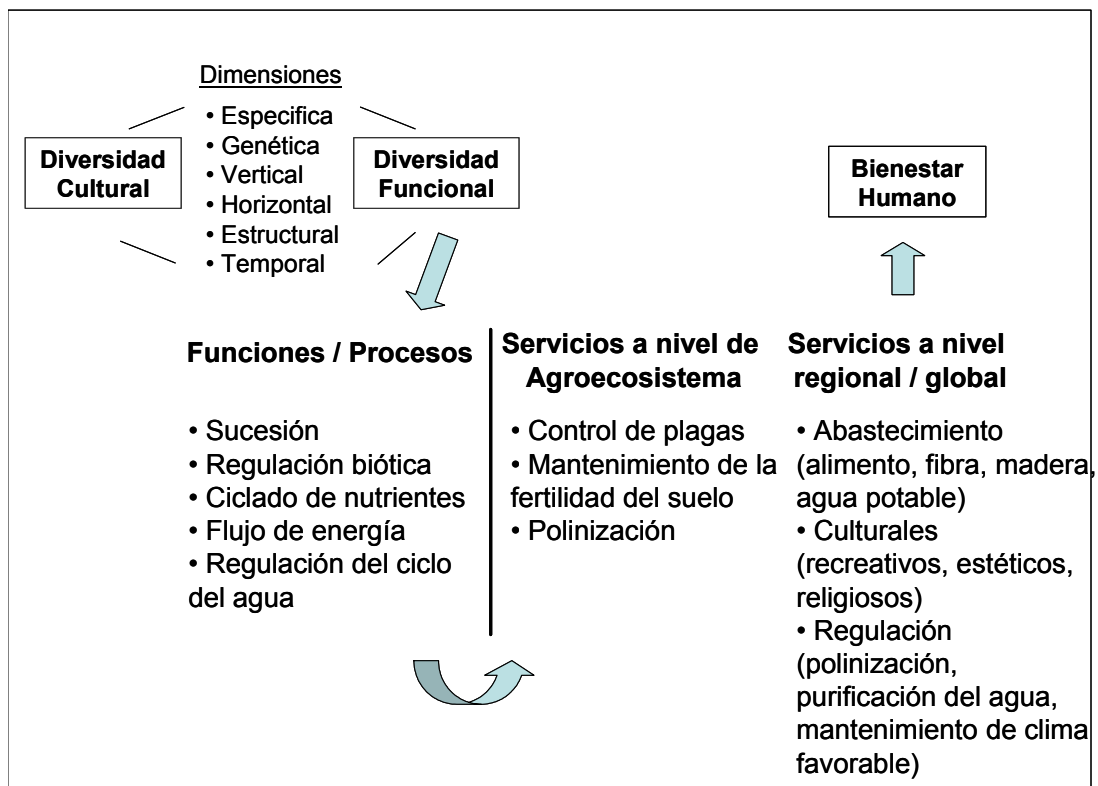 Dimensiones
• Especifica
• Genética
• Vertical
• Horizontal
• Estructural
• Temporal
Diversidad
Cultural
Diversidad
Funcional
Bienestar
Humano
Funciones / Procesos
• Sucesión
• Regulación biótica
• Ciclado de nutrientes
• Flujo de energía
• Regulación del ciclo
del agua
Servicios a nivel de
Agroecosistema
• Control de plagas
• Mantenimiento de la
fertilidad del suelo
• Polinización
Servicios a nivel
regional / global
• Abastecimiento
(alimento, fibra, madera,
agua potable)
• Culturales
(recreativos, estéticos,
religiosos)
• Regulación
(polinización,
purificación del agua,
mantenimiento de clima
favorable)